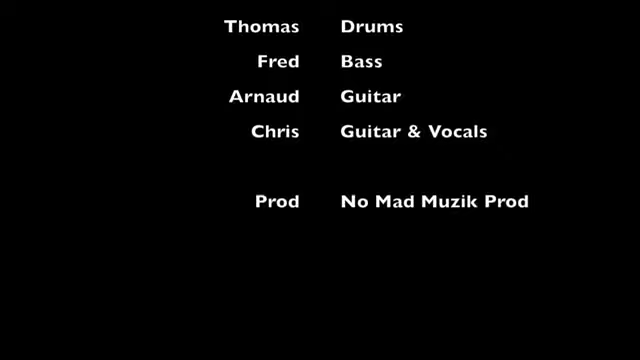 Thomas Drums
Fred Bass
Arnaud Guitar
Chris Guitar & Vocals
Prod No Mad Muzik Prod